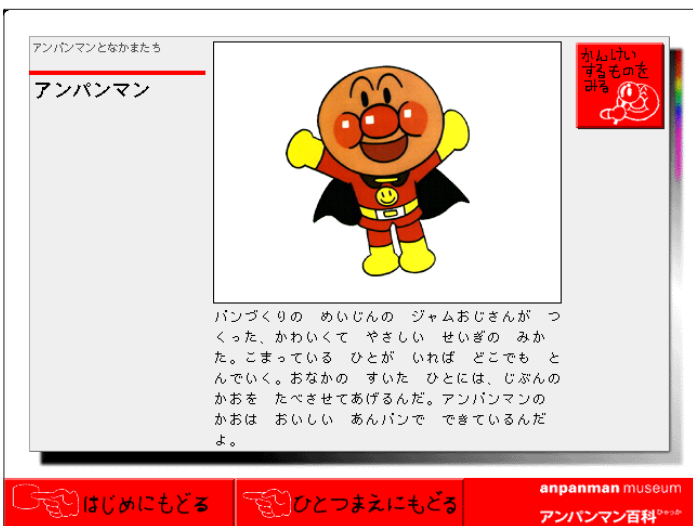 アンパンマンとなかまたち
アンパンマン
かんけい
するものを
みる
パンづくりの　めいじんの　ジャムおじさんが　つ
くった、かわいくて　やさしい　せいぎの　みか
た。こまっている　ひとが　いれば　どこでも　と
んでいく。おなかの　すいた　ひとには、じぶんの
かおを　たべさせてあげるんだ。アンパンマンの
かおは　おいしい　あんパンで　できているんだ
よ。
はじめにもどる
ひとつまえにもどる
anpanman museum
アンパンマン百科ひゃっか